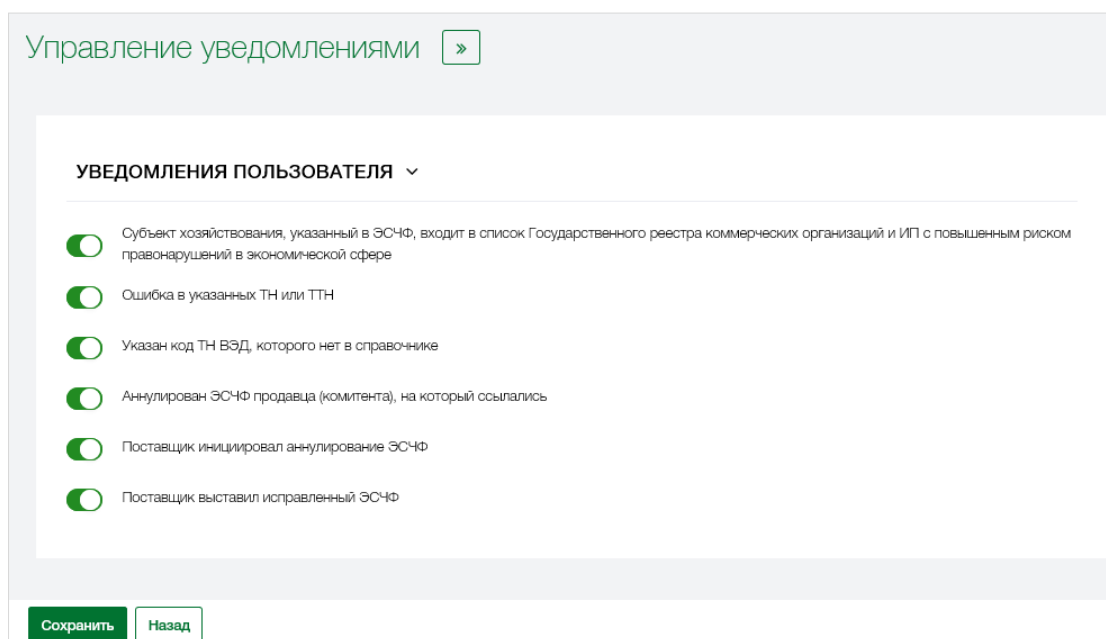 Управление уведомлениями »
УВЕДОМЛЕНИЯ ПОЛЬЗОВАТЕЛЯ
Субъект хозяйствования, указанный в ЭСЧФ, входит в список Государственного реестра коммерческих организаций и ИП с повышенным риском
правонарушений в экономической сфере
Ошибка в указанных ТН или ТТН
Указан код ТН ВЭД, которого нет в справочнике
Аннулирован ЭСЧФ продавца (комитента), на который ссылались
Поставщик инициировал аннулирование ЭСЧФ
Поставщик выставил исправленный ЭСЧФ
Сохранить Назад